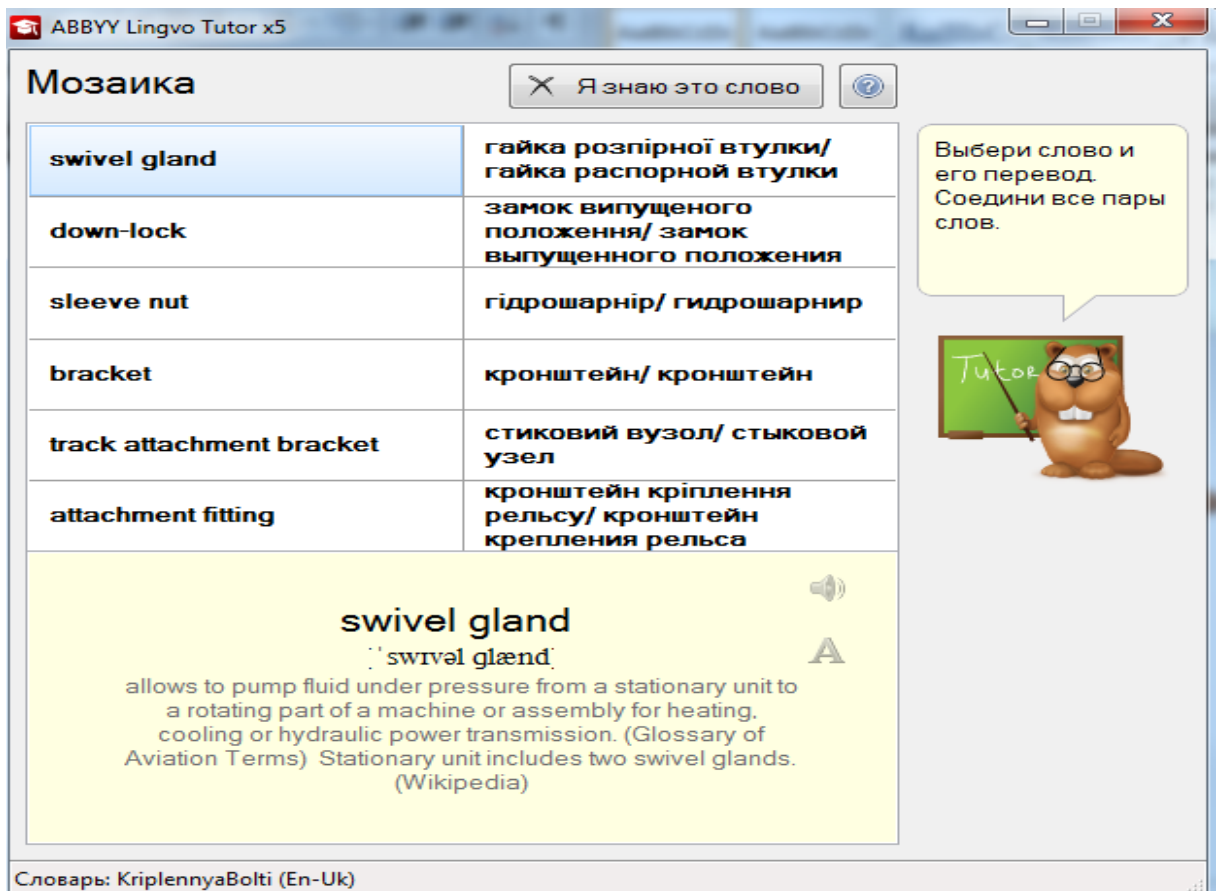 ABBYY Lingvo Tutor x5
Мозаика
Я знаю это слово
swivel gland
гайка розпірної втулки/
гайка распорной втулки
down-lock
замок випущеного
положення/ замок
выпущенного положения
sleeve nut
гідрошарнір/ гидрошарнир
bracket
кронштейн/ кронштейн
track attachment bracket
стиковий вузол/ стыковой
узел
attachment fitting
кронштейн кріплення
рельсу/ кронштейн
крепления рельса
Выбери слово и
его перевод.
Соедини все пары
слов.
Tutor
swivel gland
['swɪvəl glænd]
A
allows to pump fluid under pressure from a stationary unit to
a rotating part of a machine or assembly for heating,
cooling or hydraulic power transmission. (Glossary of
Aviation Terms) Stationary unit includes two swivel glands.
(Wikipedia)
Словарь: KriplennyaBolti (En-Uk)